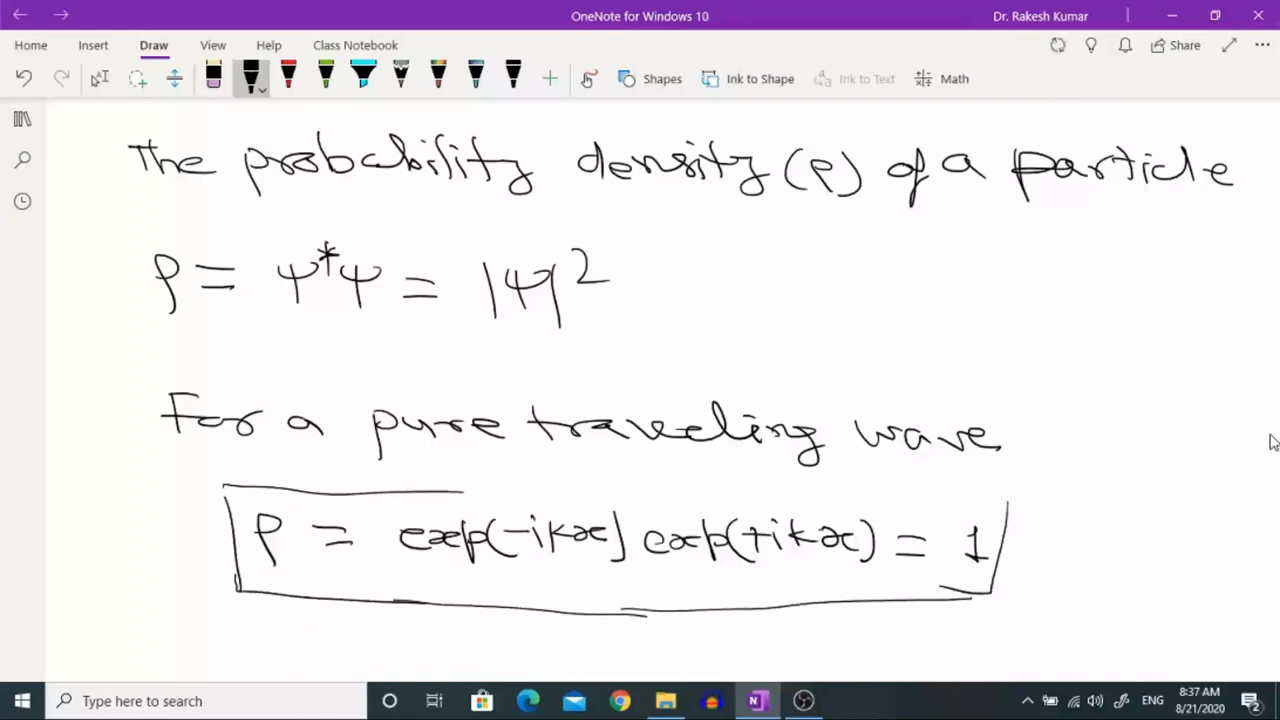 OneNote for Windows 10
Dr. Rakesh Kumar
Home Insert Draw View Help Class Notebook
Share
Shapes Ink to Shape Ink to Text Math
The probability density (ρ) of a particle
ρ = ψ*ψ = |ψ|²
For a pure traveling wave
ρ = exp(-ikx] exp(+ikx) = 1
Type here to search
ENG
8:37 AM
8/21/2020
2